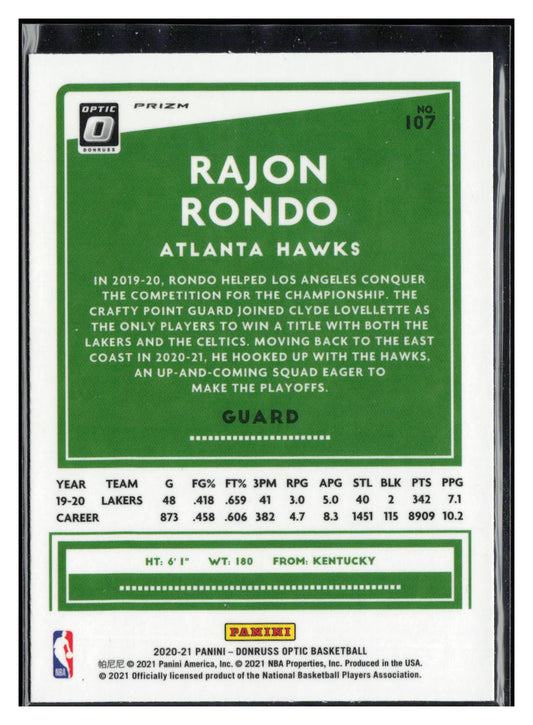 OPTIC
DONRUSS
PRIZM
NO.
107
RAJON
RONDO
ATLANTA HAWKS
IN 2019-20, RONDO HELPED LOS ANGELES CONQUER
THE COMPETITION FOR THE CHAMPIONSHIP. THE
CRAFTY POINT GUARD JOINED CLYDE LOVELLETTE AS
THE ONLY PLAYERS TO WIN A TITLE WITH BOTH THE
LAKERS AND THE CELTICS. MOVING BACK TO THE EAST
COAST IN 2020-21, HE HOOKED UP WITH THE HAWKS,
AN UP-AND-COMING SQUAD EAGER TO
MAKE THE PLAYOFFS.
GUARD
YEAR TEAM G FG% FT% 3PM RPG APG STL BLK PTS PPG
19-20 LAKERS 48 .418 .659 41 3.0 5.0 40 2 342 7.1
CAREER 873 .458 .606 382 4.7 8.3 1451 115 8909 10.2
HT: 6' 1" WT: 180 FROM: KENTUCKY
PANINI
2020-21 PANINI – DONRUSS OPTIC BASKETBALL
帕尼尼 © 2021 Panini America, Inc. © 2021 NBA Properties, Inc. Produced in the USA.
© 2021 Officially licensed product of the National Basketball Players Association.
NBA